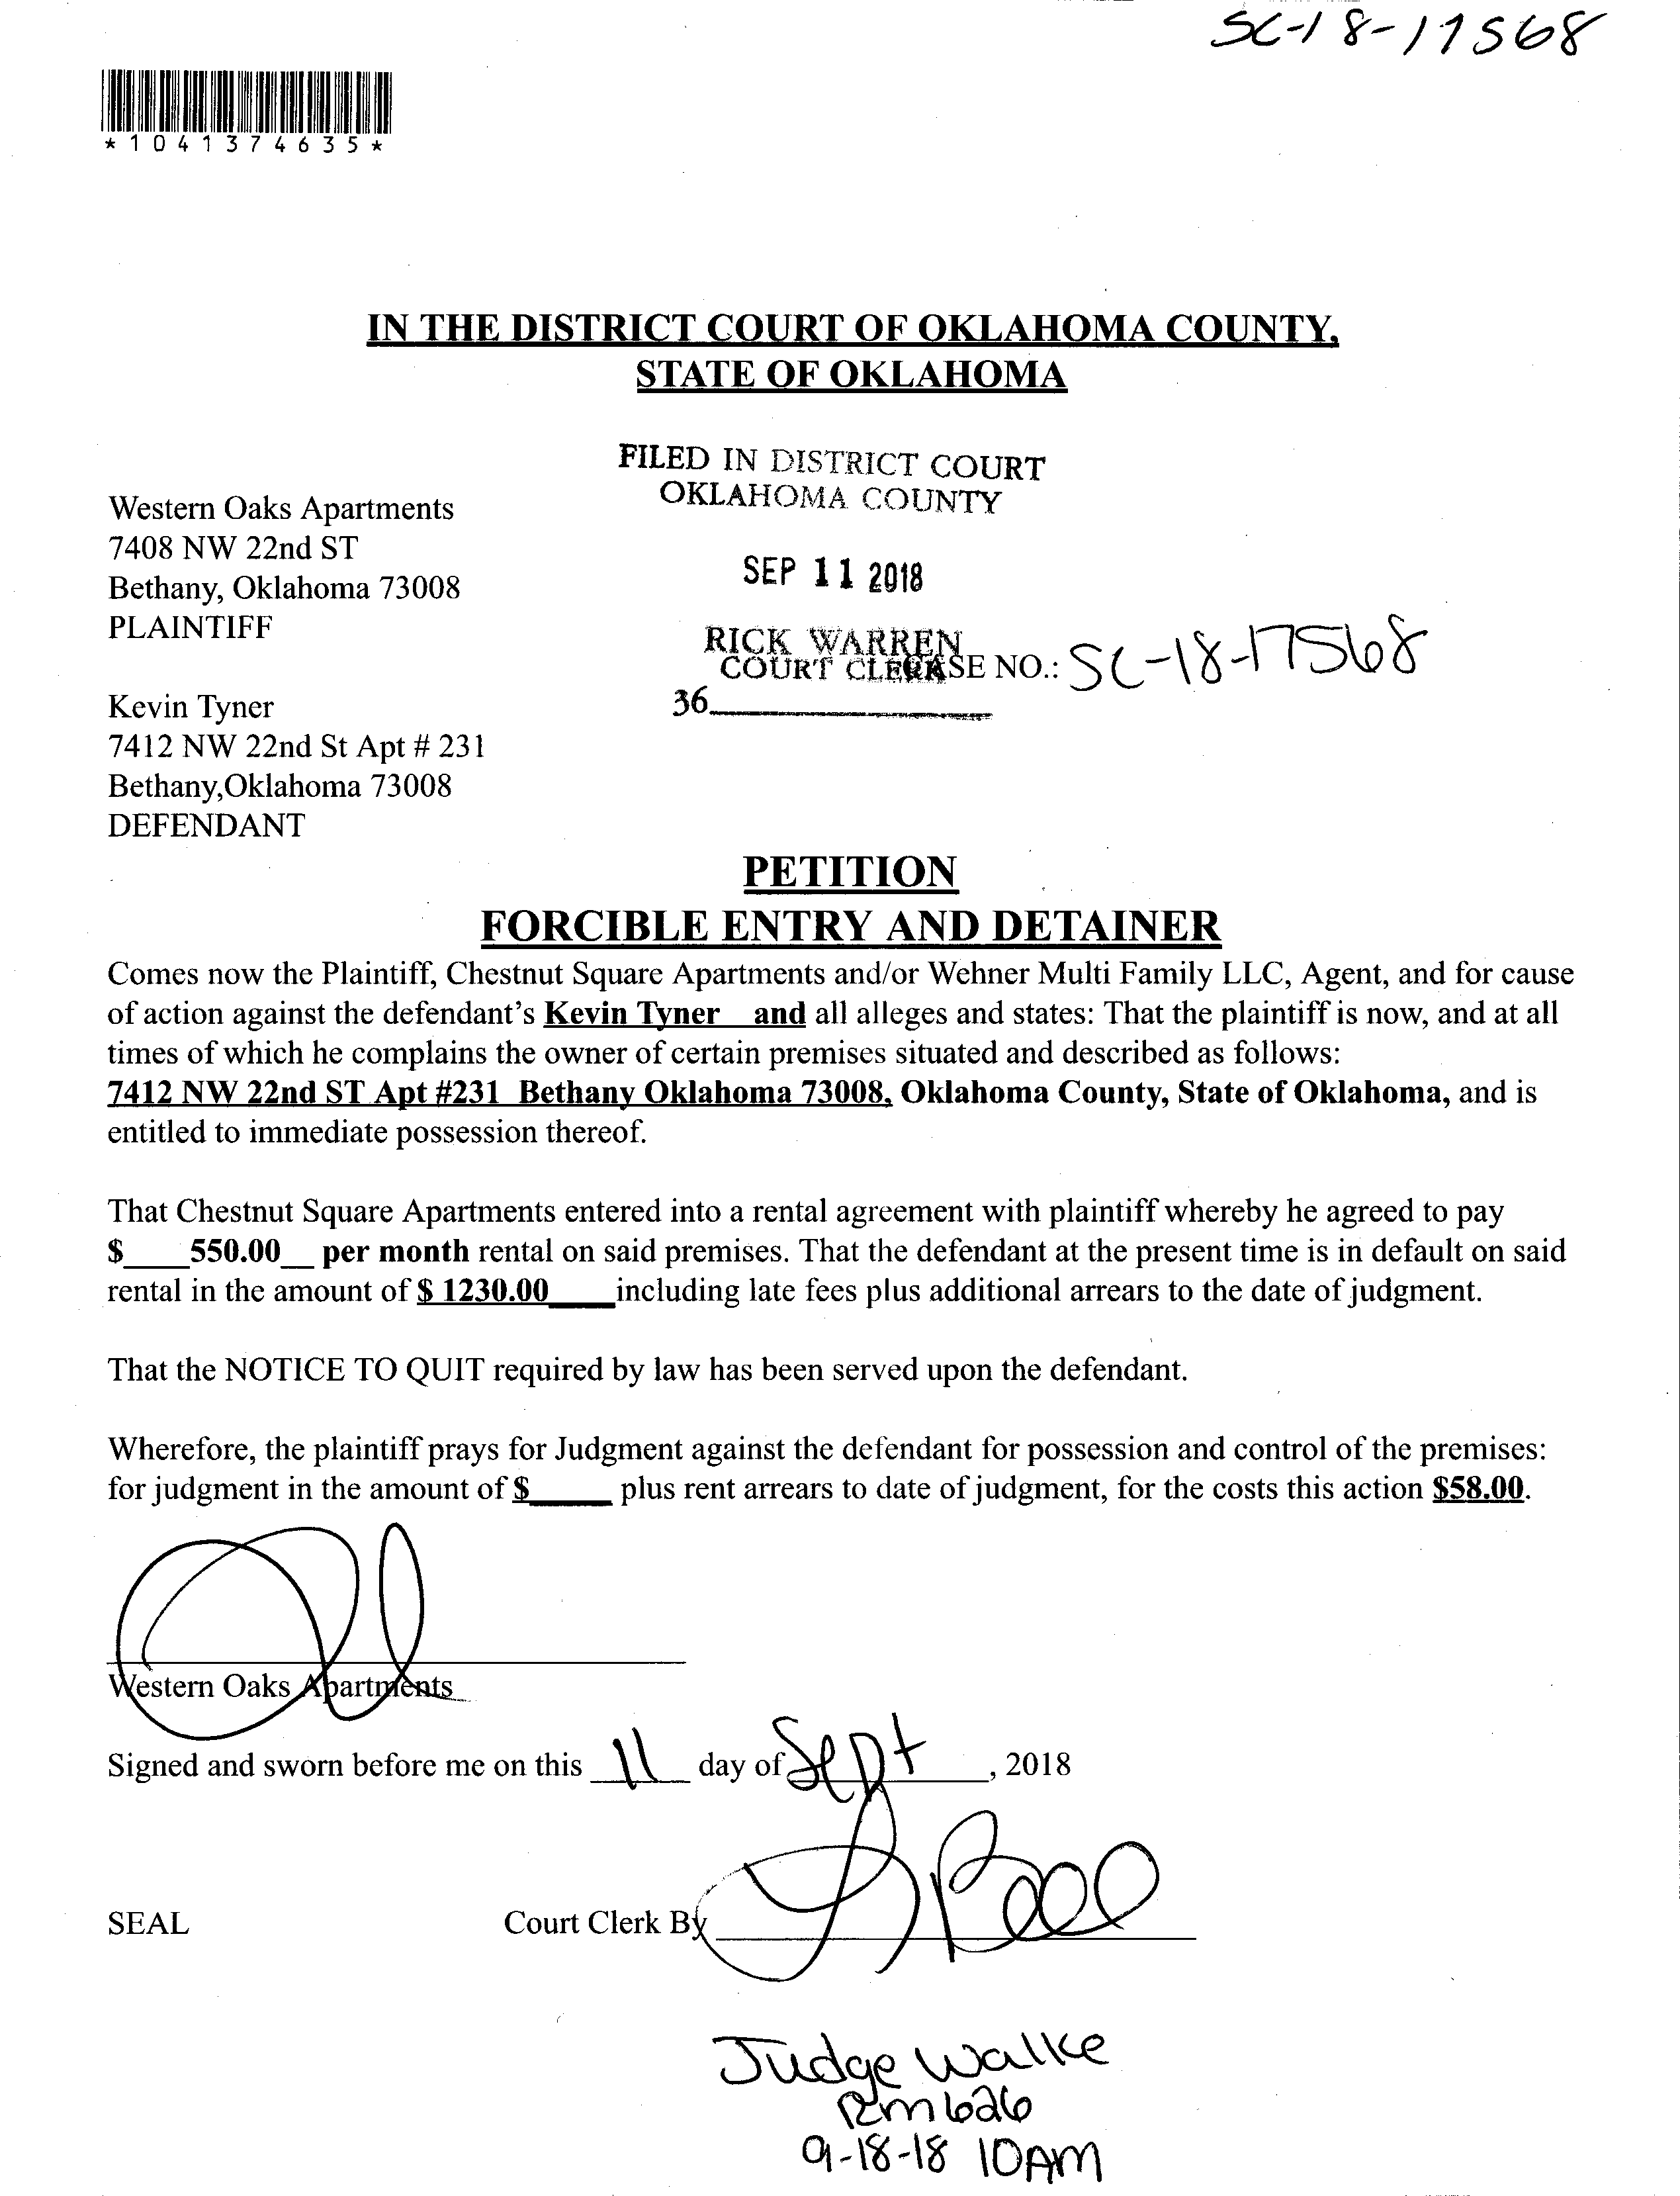 SC-18-17568
*1041374635*
IN THE DISTRICT COURT OF OKLAHOMA COUNTY,
STATE OF OKLAHOMA
FILED IN DISTRICT COURT
OKLAHOMA COUNTY
Western Oaks Apartments
7408 NW 22nd ST
Bethany, Oklahoma 73008
PLAINTIFF
SEP 11 2018
RICK WARREN
COURT CLERK
CASE NO.: SC-18-17568
36
Kevin Tyner
7412 NW 22nd St Apt # 231
Bethany,Oklahoma 73008
DEFENDANT
PETITION
FORCIBLE ENTRY AND DETAINER
Comes now the Plaintiff, Chestnut Square Apartments and/or Wehner Multi Family LLC, Agent, and for cause
of action against the defendant's Kevin Tyner and all alleges and states: That the plaintiff is now, and at all
times of which he complains the owner of certain premises situated and described as follows:
7412 NW 22nd ST Apt #231 Bethany Oklahoma 73008, Oklahoma County, State of Oklahoma, and is
entitled to immediate possession thereof.
That Chestnut Square Apartments entered into a rental agreement with plaintiff whereby he agreed to pay
$____550.00__ per month rental on said premises. That the defendant at the present time is in default on said
rental in the amount of $ 1230.00____including late fees plus additional arrears to the date of judgment.
That the NOTICE TO QUIT required by law has been served upon the defendant.
Wherefore, the plaintiff prays for Judgment against the defendant for possession and control of the premises:
for judgment in the amount of $_____ plus rent arrears to date of judgment, for the costs this action $58.00.
Western Oaks Apartments
Signed and sworn before me on this 11 day of Sept, 2018
SEAL
Court Clerk By
Judge Walke
Rm 626
9-18-18 10AM